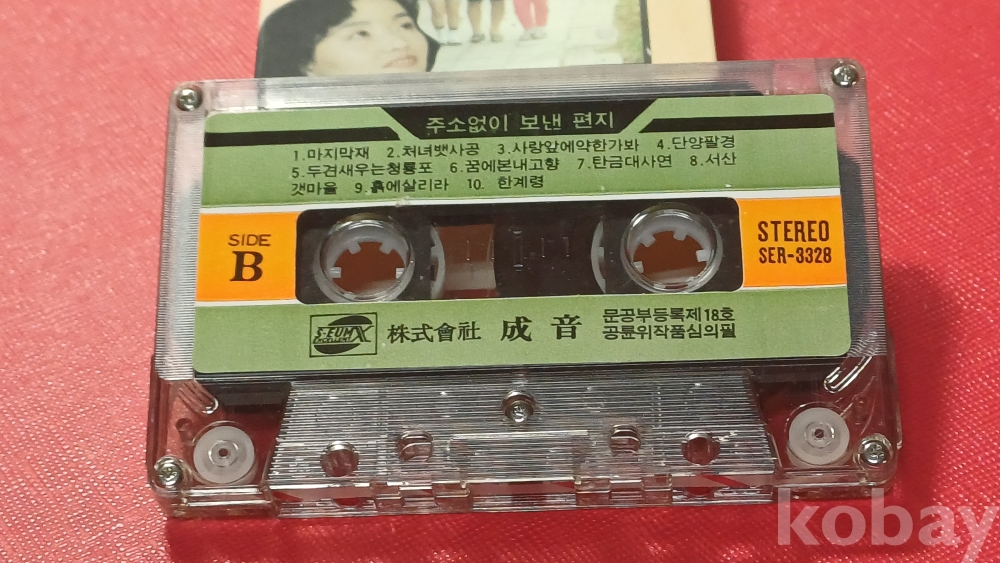 주소없이 보낸 편지
1.마지막재 2.처녀뱃사공 3.사랑앞에약한가봐 4.단양팔경
5.두견새우는청룡포 6.꿈에본내고향 7.탄금대사연 8.서산
갯마을 9.흙에살리라 10. 한계령
SIDE
B
STEREO
SER-3328
株式會社 成音
문공부등록제18호
공륜위작품심의필
kobay